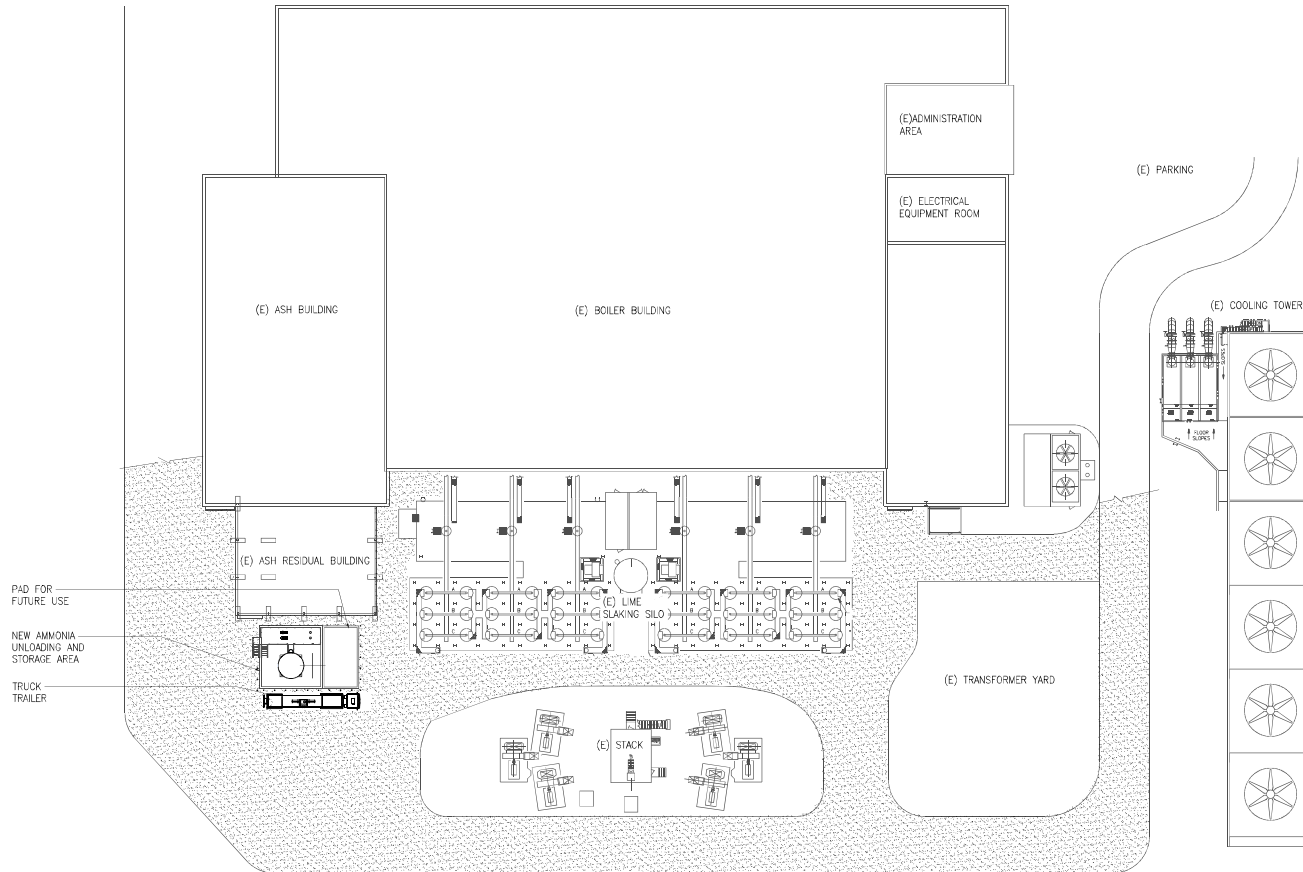 (E)ADMINISTRATION
AREA
(E) PARKING
(E) ELECTRICAL
EQUIPMENT ROOM
(E) ASH BUILDING
(E) BOILER BUILDING
(E) COOLING TOWER
SLOPES
FLOOR
SLOPES
(E) ASH RESIDUAL BUILDING
PAD FOR
FUTURE USE
(E) LIME
SLAKING SILO
NEW AMMONIA
UNLOADING AND
STORAGE AREA
TRUCK
TRAILER
(E) TRANSFORMER YARD
(E) STACK